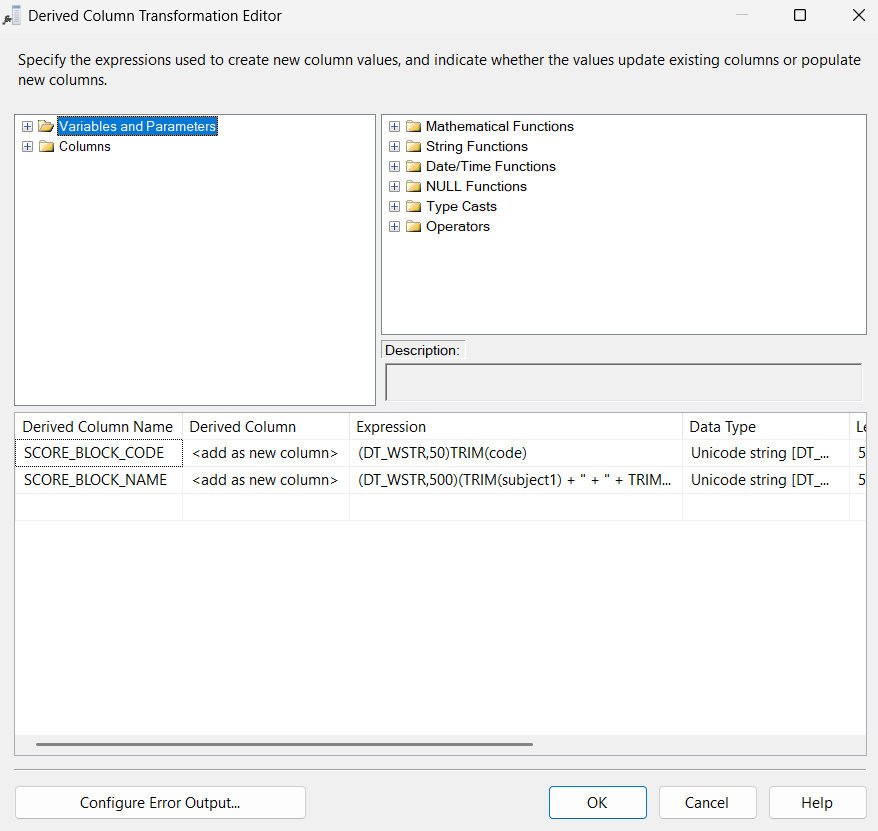 Derived Column Transformation Editor
Specify the expressions used to create new column values, and indicate whether the values update existing columns or populate
new columns.
Variables and Parameters
Columns
Mathematical Functions
String Functions
Date/Time Functions
NULL Functions
Type Casts
Operators
Description:
Derived Column Name Derived Column Expression Data Type Le
SCORE_BLOCK_CODE <add as new column> (DT_WSTR,50)TRIM(code) Unicode string [DT_... 5
SCORE_BLOCK_NAME <add as new column> (DT_WSTR,500)(TRIM(subject1) + " + " + TRIM... Unicode string [DT_... 5
Configure Error Output... OK Cancel Help